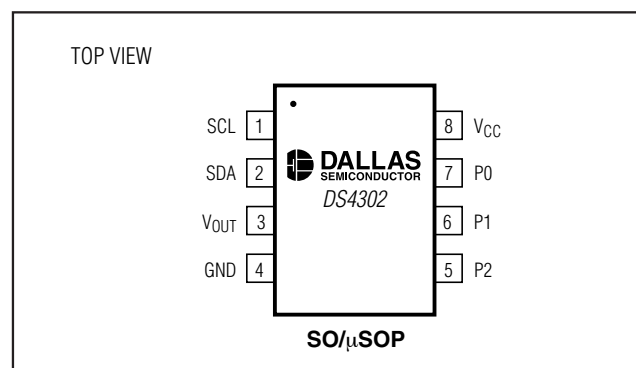 TOP VIEW
SCL 1
8 VCC
DALLAS
SEMICONDUCTOR
DS4302
SDA 2
7 P0
VOUT 3
6 P1
GND 4
5 P2
SO/μSOP